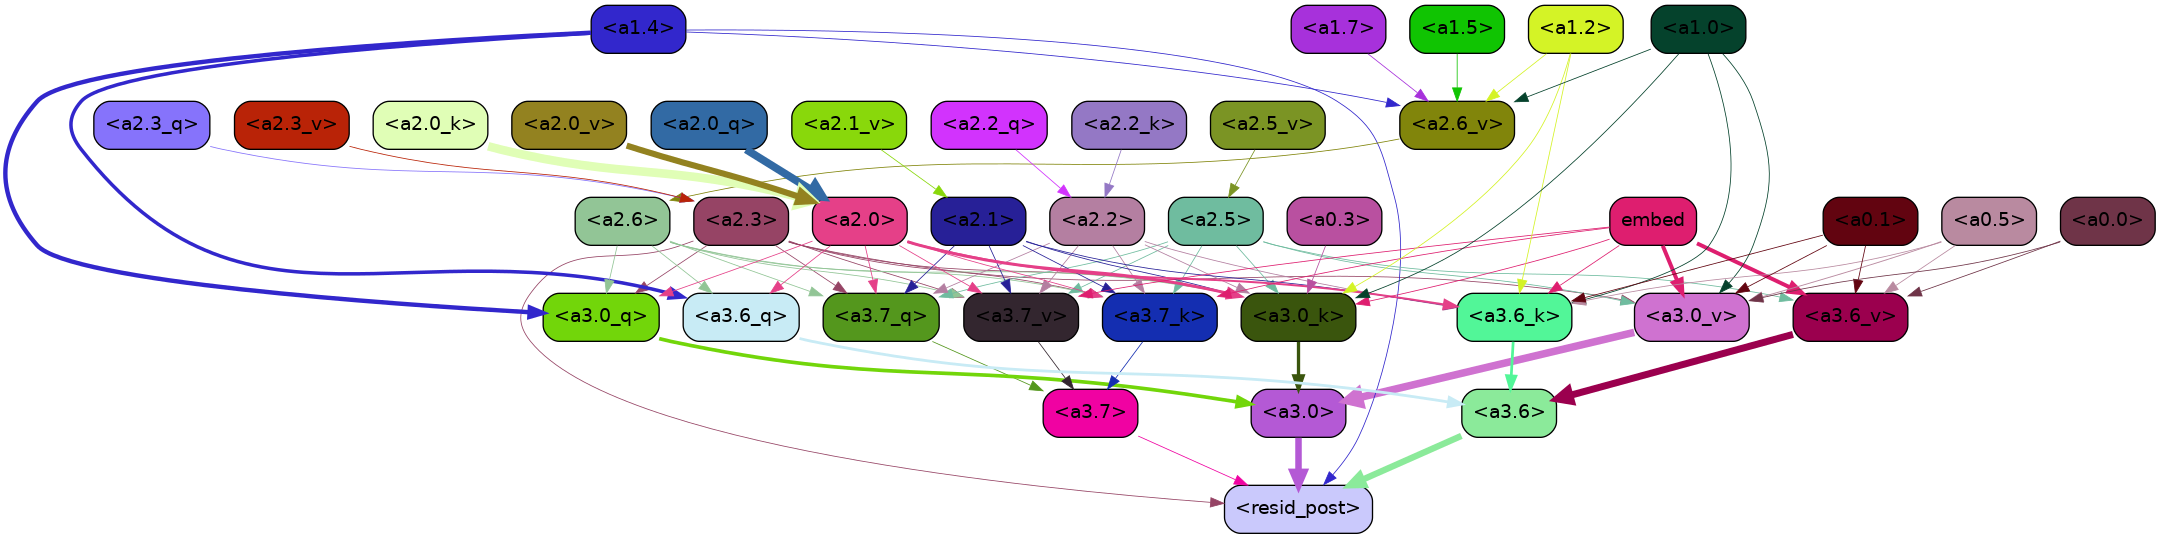 <a1.4> <a1.7> <a1.5> <a1.2> <a1.0>
<a2.3_q> <a2.3_v> <a2.0_k> <a2.0_v> <a2.0_q> <a2.1_v> <a2.2_q> <a2.2_k> <a2.5_v> <a2.6_v>
<a2.6> <a2.3> <a2.0> <a2.1> <a2.2> <a2.5> <a0.3> embed <a0.1> <a0.5> <a0.0>
<a3.0_q> <a3.6_q> <a3.7_q> <a3.7_v> <a3.7_k> <a3.0_k> <a3.6_k> <a3.0_v> <a3.6_v>
<a3.7> <a3.0> <a3.6>
<resid_post>